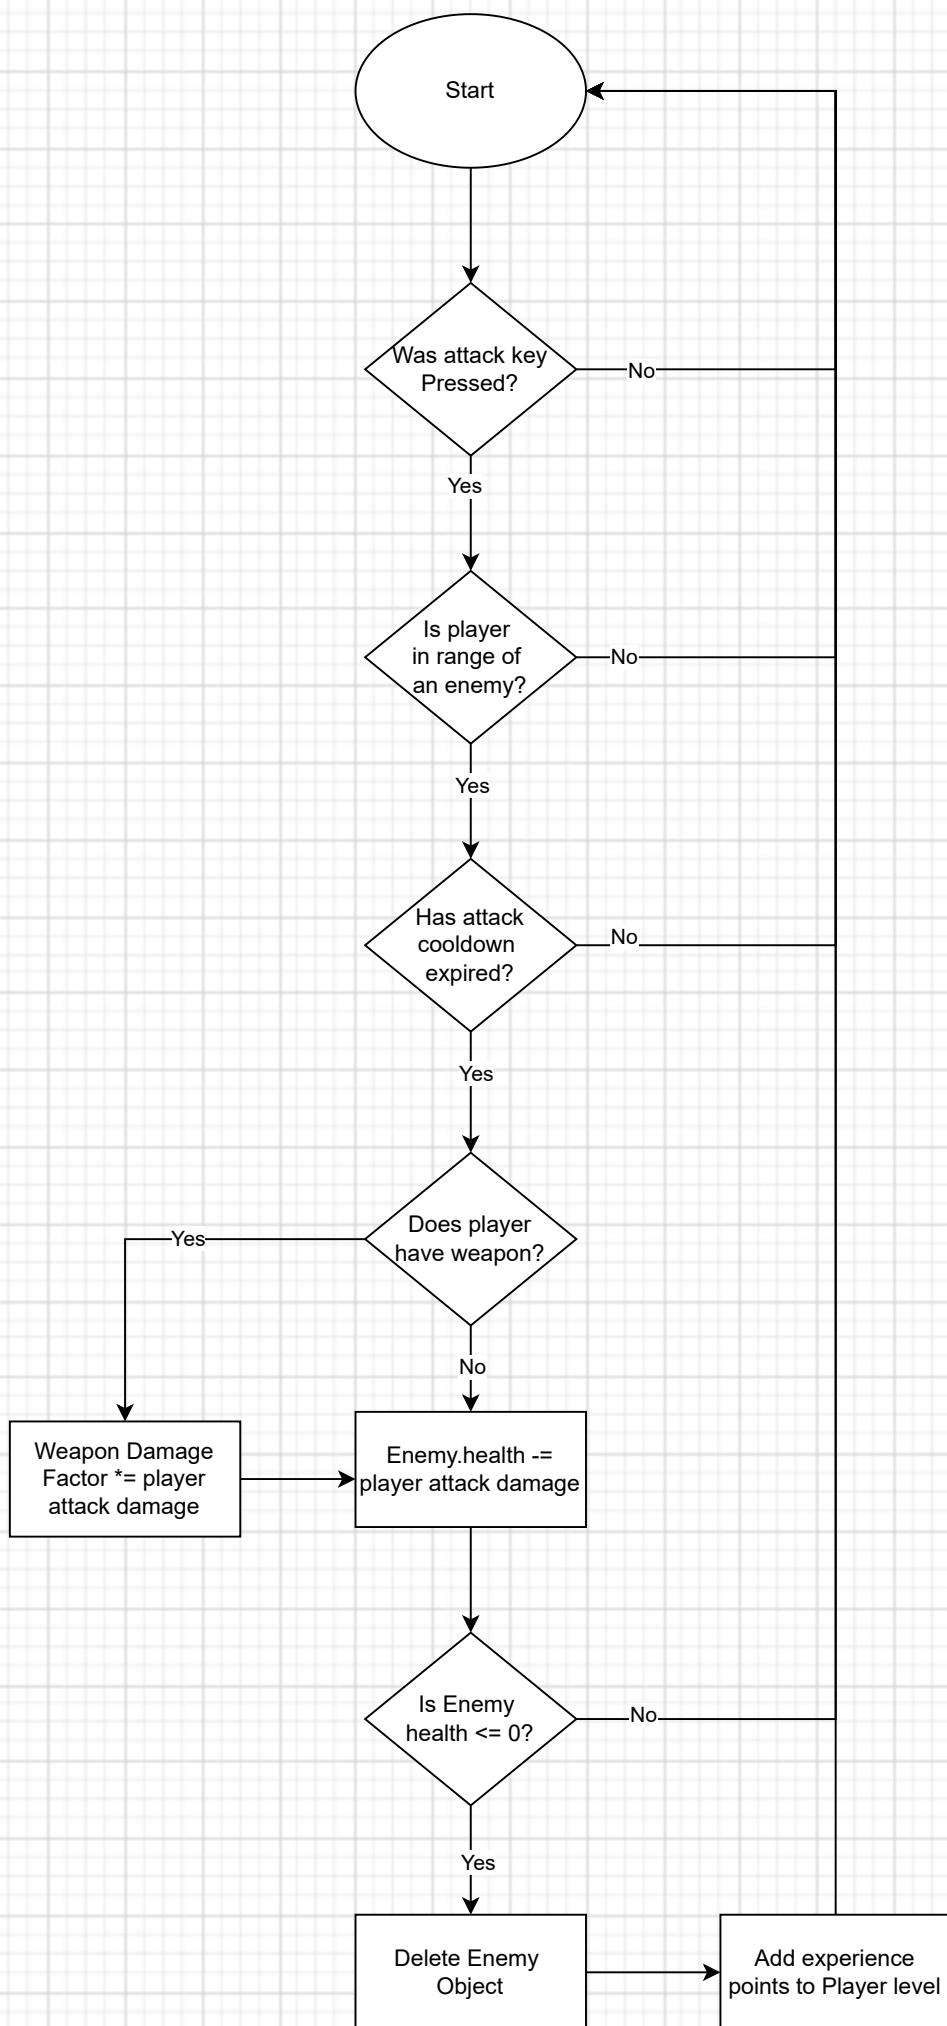 Start
Was attack key
Pressed?
No
Yes
Is player
in range of
an enemy?
No
Yes
Has attack
cooldown
expired?
No
Yes
Does player
have weapon?
Yes
No
Weapon Damage
Factor *= player
attack damage
Enemy.health -=
player attack damage
Is Enemy
health <= 0?
No
Yes
Delete Enemy
Object
Add experience
points to Player level